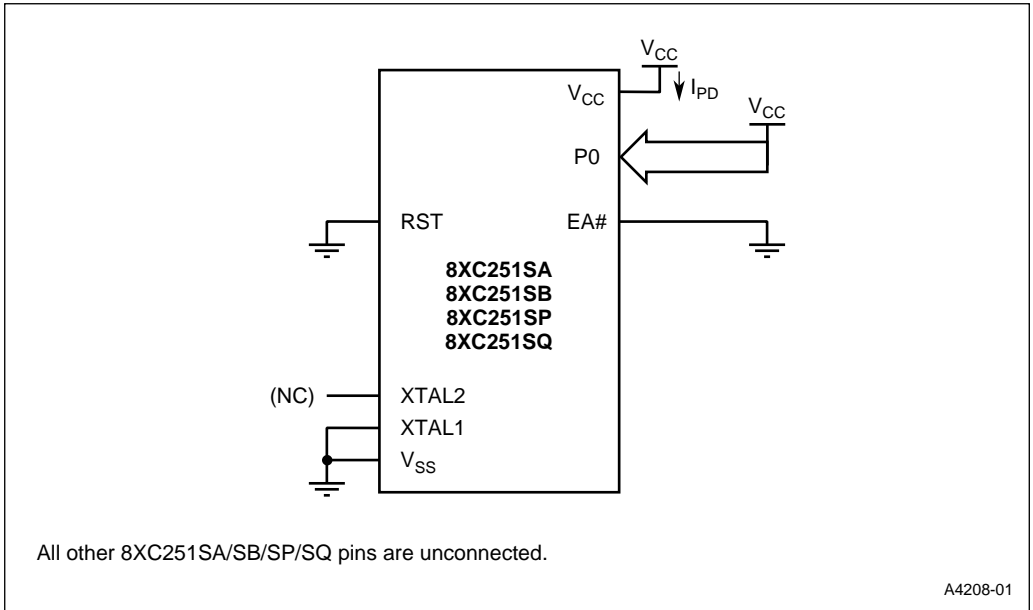 VCC
IPD
VCC
VCC
P0
RST
EA#
8XC251SA
8XC251SB
8XC251SP
8XC251SQ
(NC)
XTAL2
XTAL1
VSS
All other 8XC251SA/SB/SP/SQ pins are unconnected.
A4208-01